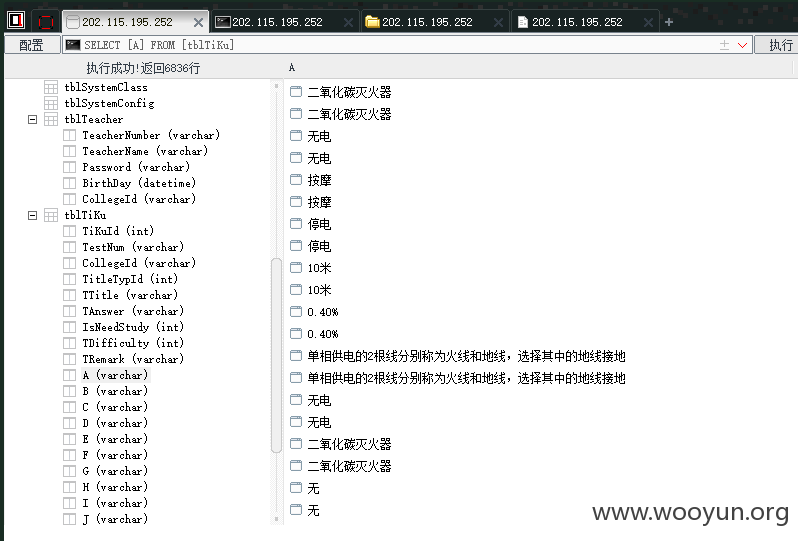 202.115.195.252
202.115.195.252
202.115.195.252
202.115.195.252
配置
SELECT [A] FROM [tblTiKu]
执行
执行成功!返回6836行
tblSystemClass
tblSystemConfig
tblTeacher
TeacherNumber (varchar)
TeacherName (varchar)
Password (varchar)
BirthDay (datetime)
CollegeId (varchar)
tblTiKu
TiKuId (int)
TestNum (varchar)
CollegeId (varchar)
TitleTypId (int)
TTitle (varchar)
TAnswer (varchar)
IsNeedStudy (int)
TDifficulty (int)
TRemark (varchar)
A (varchar)
B (varchar)
C (varchar)
D (varchar)
E (varchar)
F (varchar)
G (varchar)
H (varchar)
I (varchar)
J (varchar)
A
二氧化碳灭火器
二氧化碳灭火器
无电
无电
按摩
按摩
停电
停电
10米
10米
0.40%
0.40%
单相供电的2根线分别称为火线和地线，选择其中的地线接地
单相供电的2根线分别称为火线和地线，选择其中的地线接地
无电
无电
二氧化碳灭火器
二氧化碳灭火器
无
无
www.wooyun.org